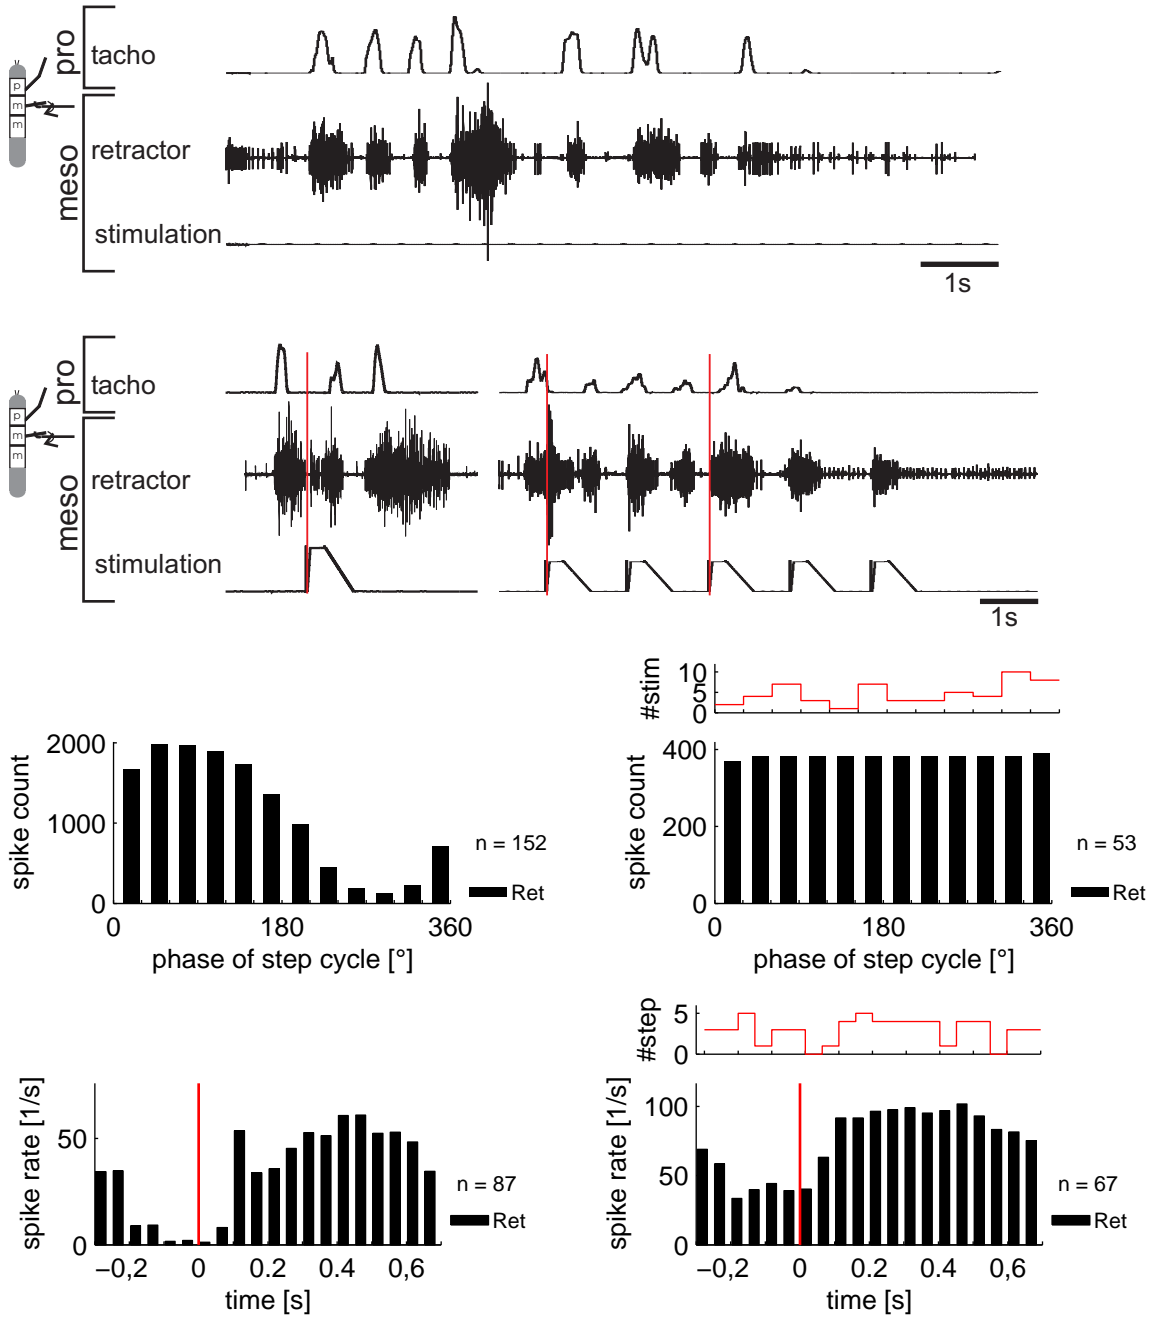 pro
tacho
p
m
m
meso
retractor
stimulation
1s
pro
tacho
p
m
m
meso
retractor
stimulation
1s
#stim
10
5
0
spike count
2000
1000
0
n = 152
Ret
0 180 360
phase of step cycle [°]
spike count
400
200
0
n = 53
Ret
0 180 360
phase of step cycle [°]
#step
5
0
spike rate [1/s]
50
0
n = 87
Ret
−0,2 0 0.2 0.4 0,6
time [s]
spike rate [1/s]
100
50
0
n = 67
Ret
−0,2 0 0.2 0.4 0,6
time [s]